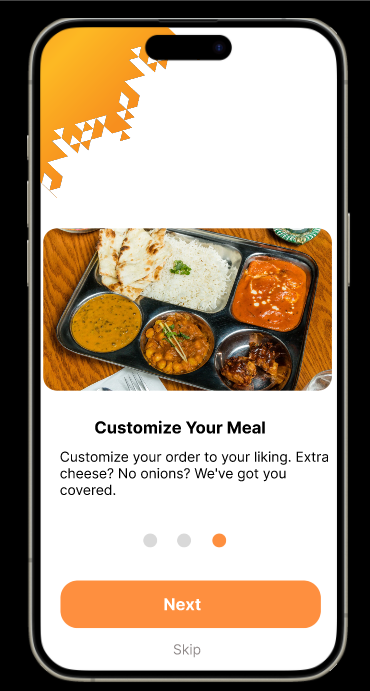 Customize Your Meal
Customize your order to your liking. Extra
cheese? No onions? We've got you
covered.
Next
Skip